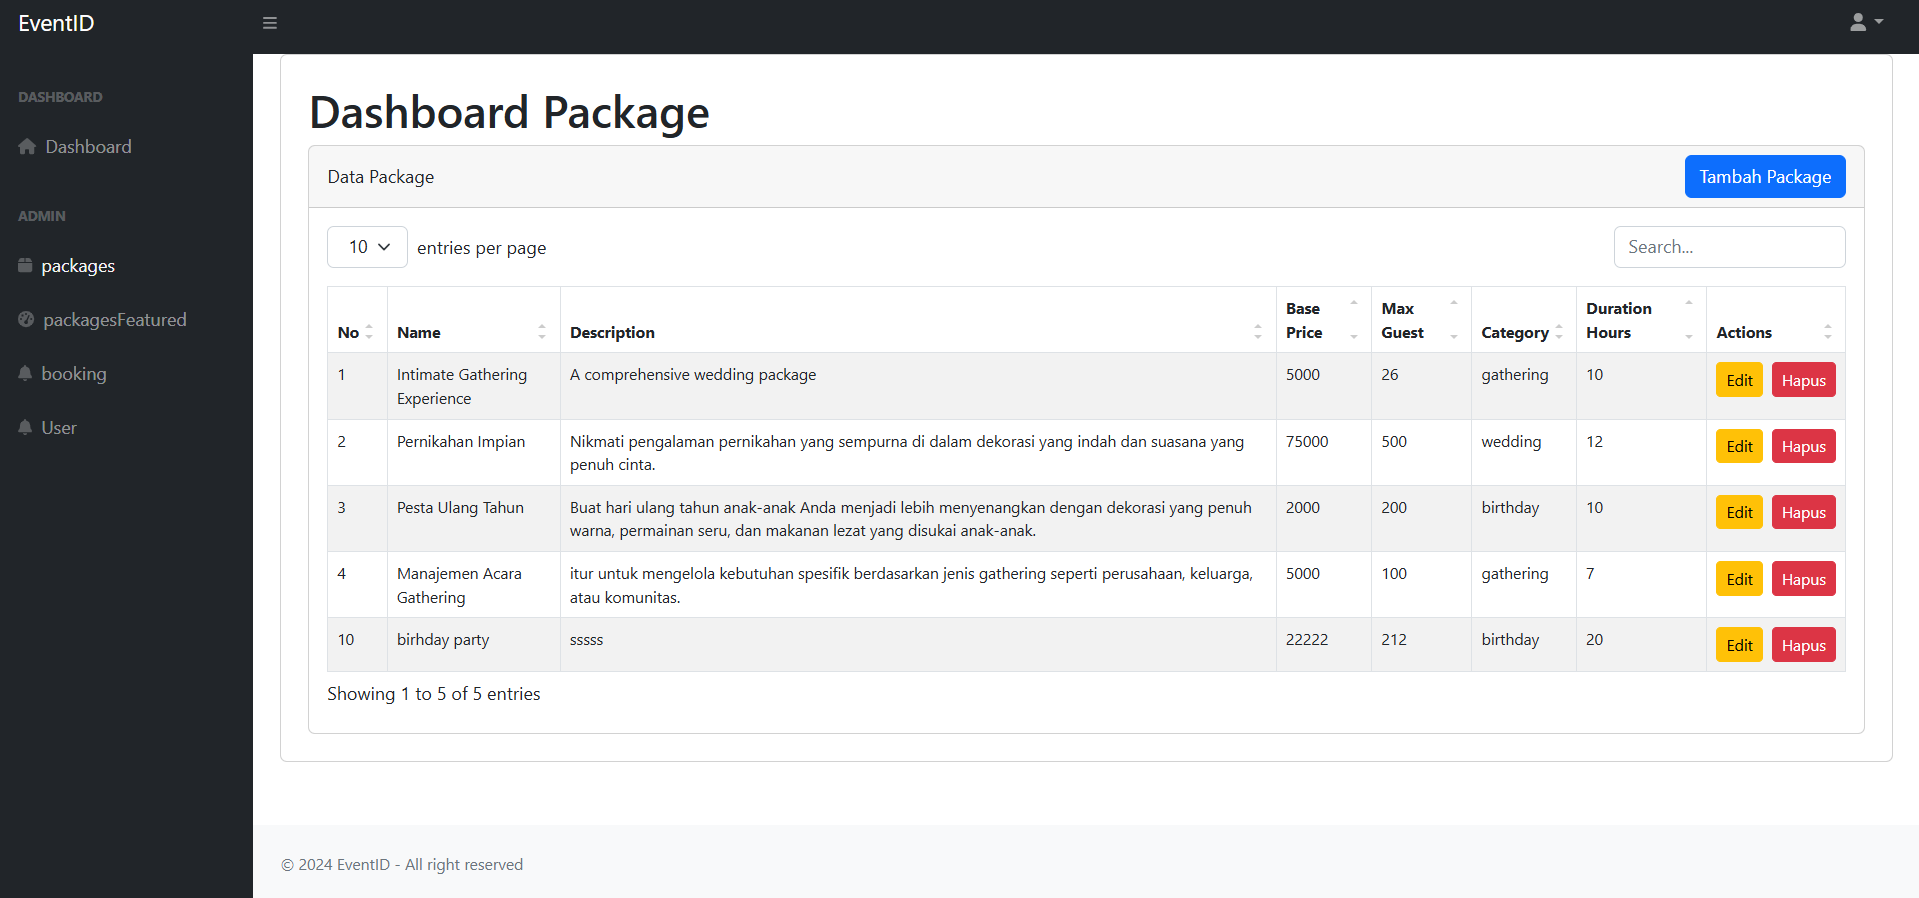 EventID
DASHBOARD
Dashboard
ADMIN
packages
packagesFeatured
booking
User
Dashboard Package
Data Package
Tambah Package
10 entries per page
Search...
No Name Description Base Price Max Guest Category Duration Hours Actions
1 Intimate Gathering Experience A comprehensive wedding package 5000 26 gathering 10 Edit Hapus
2 Pernikahan Impian Nikmati pengalaman pernikahan yang sempurna di dalam dekorasi yang indah dan suasana yang penuh cinta. 75000 500 wedding 12 Edit Hapus
3 Pesta Ulang Tahun Buat hari ulang tahun anak-anak Anda menjadi lebih menyenangkan dengan dekorasi yang penuh warna, permainan seru, dan makanan lezat yang disukai anak-anak. 2000 200 birthday 10 Edit Hapus
4 Manajemen Acara Gathering itur untuk mengelola kebutuhan spesifik berdasarkan jenis gathering seperti perusahaan, keluarga, atau komunitas. 5000 100 gathering 7 Edit Hapus
10 birhday party sssss 22222 212 birthday 20 Edit Hapus
Showing 1 to 5 of 5 entries
© 2024 EventID - All right reserved